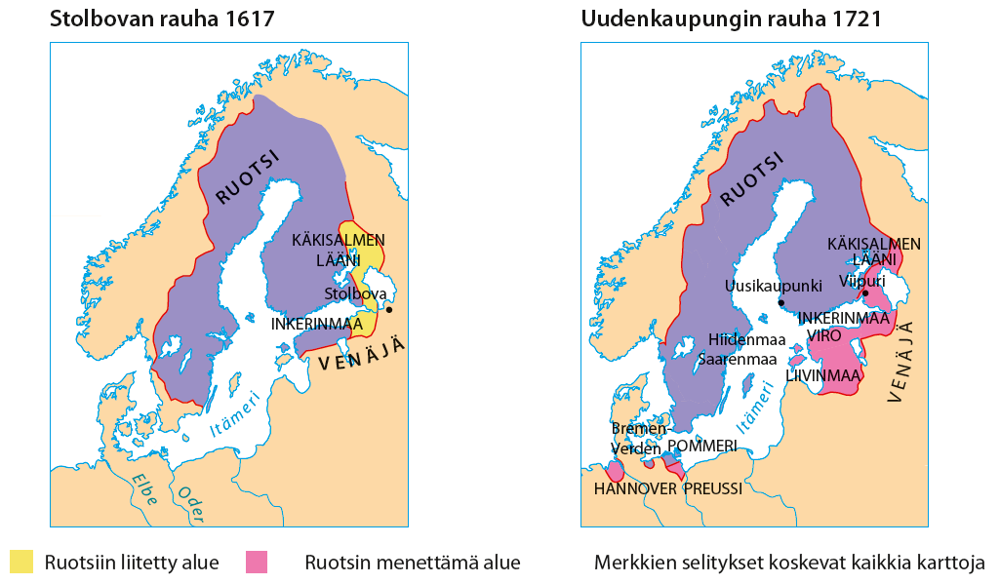 Stolbovan rauha 1617
RUOTSI
KÄKISALMEN
LÄÄNI
Stolbova
INKERINMAA
VENÄJÄ
Itämeri
Elbe
Oder
Uudenkaupungin rauha 1721
RUOTSI
KÄKISALMEN
LÄÄNI
Viipuri
Uusikaupunki
INKERINMAA
VIRO
Hiidenmaa
Saarenmaa
LIIVINMAA
VENÄJÄ
Itämeri
Bremen-
Verden
POMMERI
HANNOVER PREUSSI
Ruotsiin liitetty alue
Ruotsin menettämä alue
Merkkien selitykset koskevat kaikkia karttoja